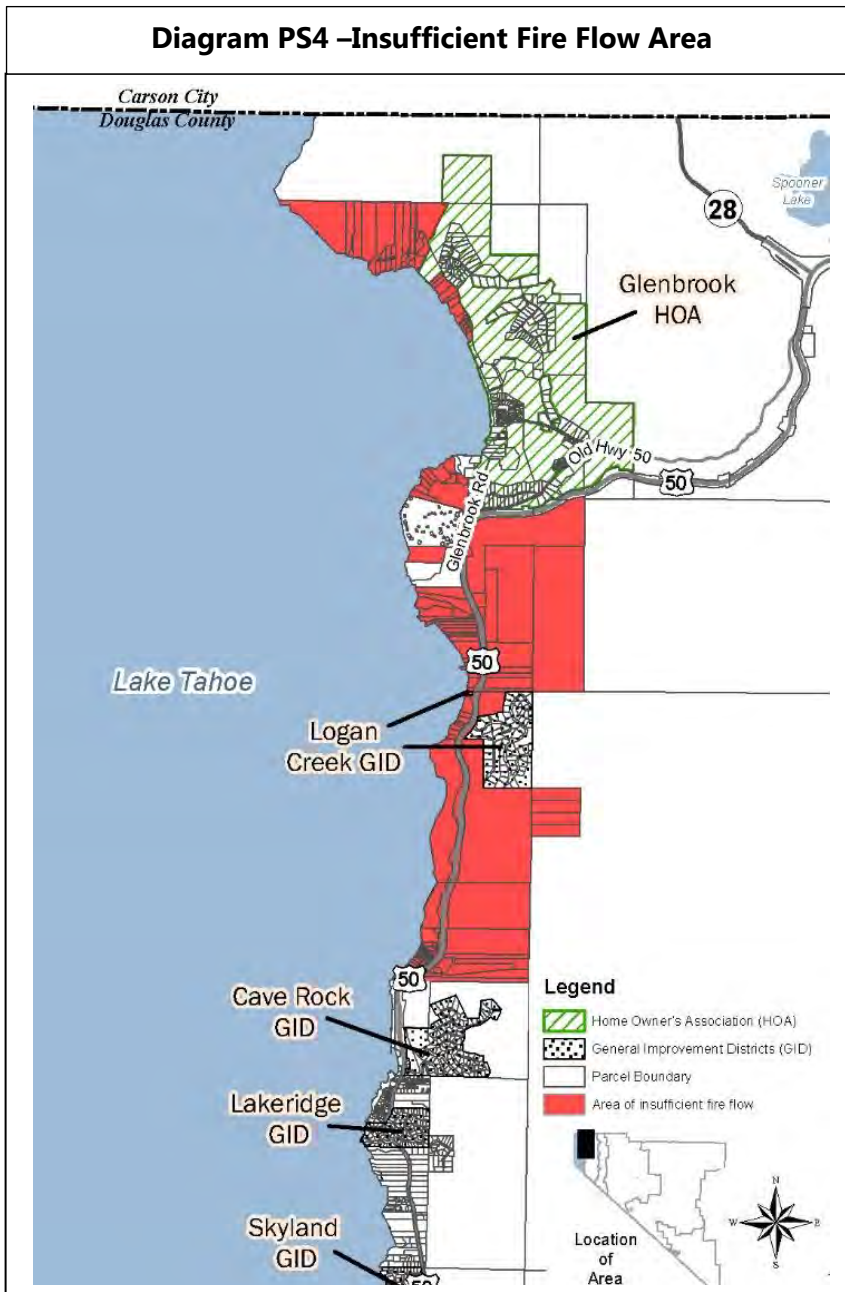 Diagram PS4 –Insufficient Fire Flow Area
Carson City
Douglas County
Spooner
Lake
28
Glenbrook
HOA
Old Hwy 50
50
Glenbrook Rd
50
Lake Tahoe
Logan
Creek GID
50
Cave Rock
GID
Lakeridge
GID
Skyland
GID
50
Legend
Home Owner's Association (HOA)
General Improvement Districts (GID)
Parcel Boundary
Area of insufficient fire flow
Location
of
Area
N
W
E
S